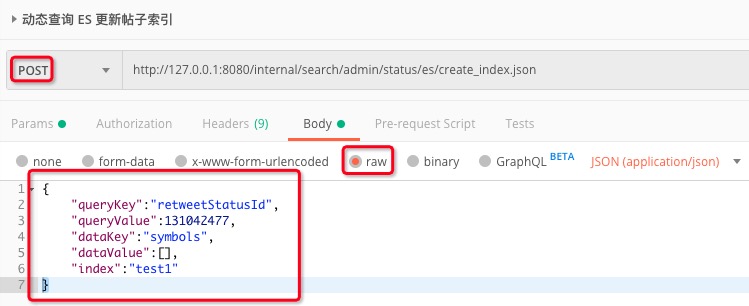 动态查询 ES 更新帖子索引
POST http://127.0.0.1:8080/internal/search/admin/status/es/create_index.json
Params Authorization Headers (9) Body Pre-request Script Tests
none form-data x-www-form-urlencoded raw binary GraphQL BETA JSON (application/json)
1 {
2 "queryKey":"retweetStatusId",
3 "queryValue":131042477,
4 "dataKey":"symbols",
5 "dataValue":[],
6 "index":"test1"
7 }